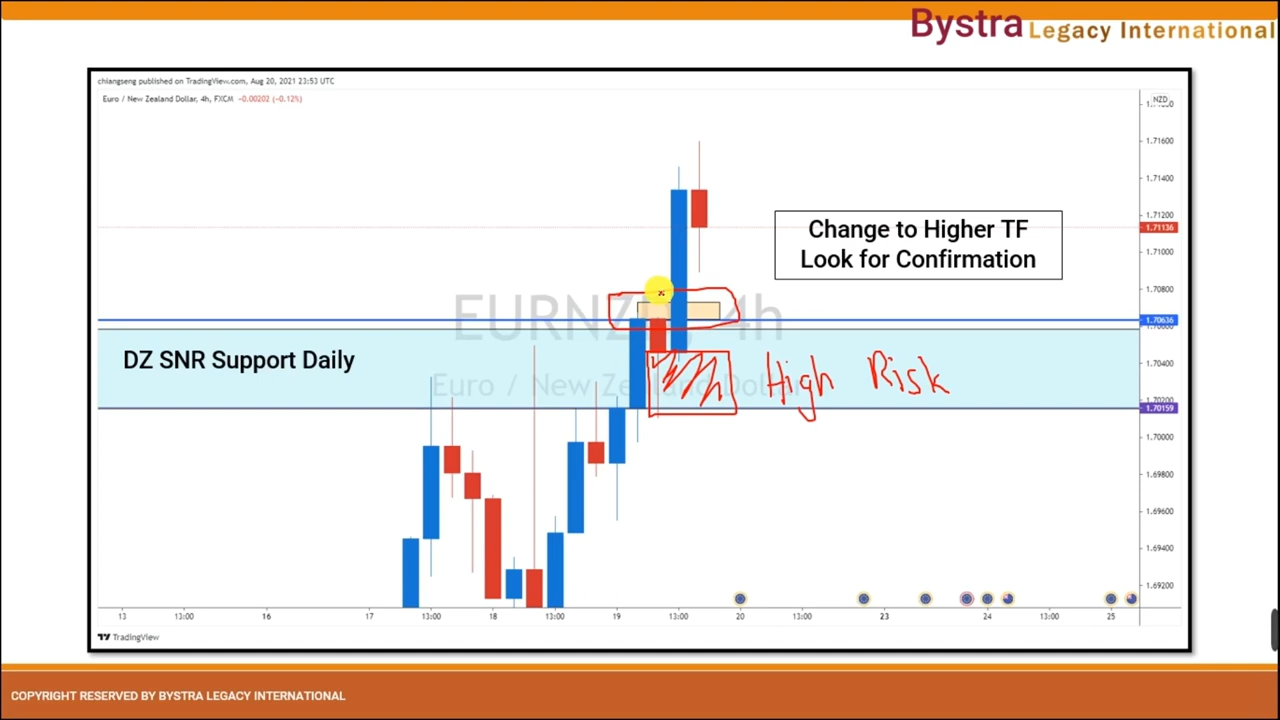 Bystra Legacy International
chiangseng published on TradingView.com, Aug 20, 2021 23:53 UTC
Euro / New Zealand Dollar, 4h, FXCM −0.00202 (−0.12%)
NZD
1.71600
1.71400
1.71200
1.71136
1.71000
1.70800
1.70636
1.70400
1.70200
1.70159
1.70000
1.69800
1.69600
1.69400
1.69200
Change to Higher TF
Look for Confirmation
EURNZD, 4h
Euro / New Zealand Dollar
DZ SNR Support Daily
High Risk
13 13:00 16 17 13:00 18 13:00 19 13:00 20 13:00 23 24 13:00 25
TradingView
COPYRIGHT RESERVED BY BYSTRA LEGACY INTERNATIONAL